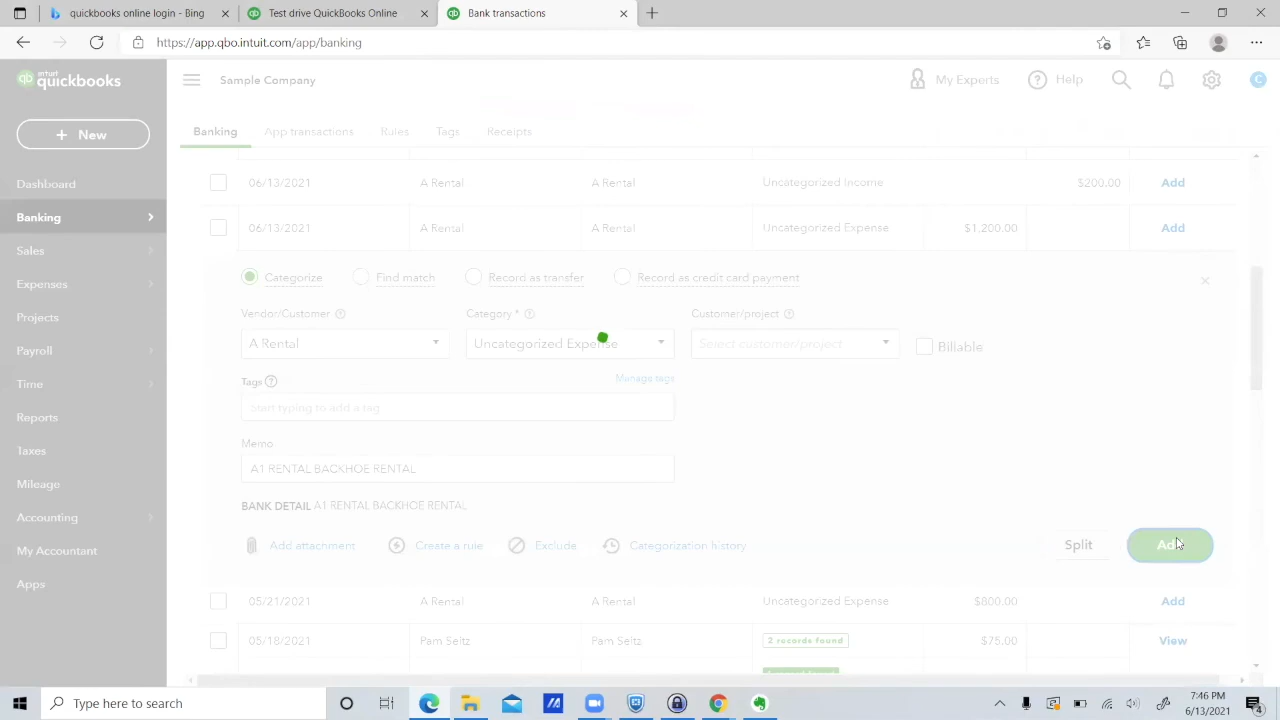 quickbooks online login
QuickBooks Online
Banking Transaction
https://app.qbo.intuit.com/app/banking
intuit
quickbooks
Sample Company
My Experts
Help
C
+ New
Banking
App transactions
Rules
Tags
Receipts
Dashboard
Banking
Sales
Expenses
Projects
Payroll
Time
Reports
Taxes
Mileage
Accounting
My Accountant
Apps
06/13/2021 A Rental A Rental Uncategorized Income $200.00 Add
06/13/2021 A Rental A Rental Uncategorized Expense $1,200.00 Add
Categorize Find match Record as transfer Record as credit card payment
Vendor/Customer Category * Customer/project
A Rental Uncategorized Expense Select customer/project Billable
Tags Manage tags
Start typing to add a tag
Memo
A1 RENTAL BACKHOE RENTAL
BANK DETAIL A1 RENTAL BACKHOE RENTAL
Add attachment Create a rule Exclude Categorization history Split Add
05/21/2021 A Rental A Rental Uncategorized Expense $800.00 Add
05/18/2021 Pam Seltz Pam Seltz 2 records found $75.00 View
Type here to search
7:46 PM
6/13/2021
4